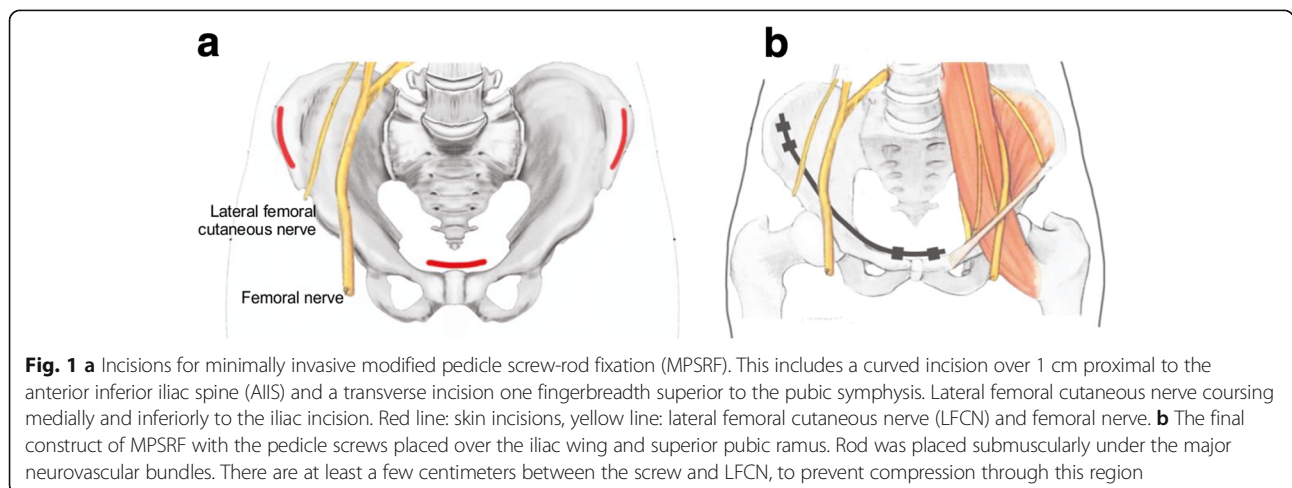 a
b
Lateral femoral
cutaneous nerve
Femoral nerve
Fig. 1 a Incisions for minimally invasive modified pedicle screw-rod fixation (MPSRF). This includes a curved incision over 1 cm proximal to the
anterior inferior iliac spine (AIIS) and a transverse incision one fingerbreadth superior to the pubic symphysis. Lateral femoral cutaneous nerve coursing
medially and inferiorly to the iliac incision. Red line: skin incisions, yellow line: lateral femoral cutaneous nerve (LFCN) and femoral nerve. b The final
construct of MPSRF with the pedicle screws placed over the iliac wing and superior pubic ramus. Rod was placed submuscularly under the major
neurovascular bundles. There are at least a few centimeters between the screw and LFCN, to prevent compression through this region